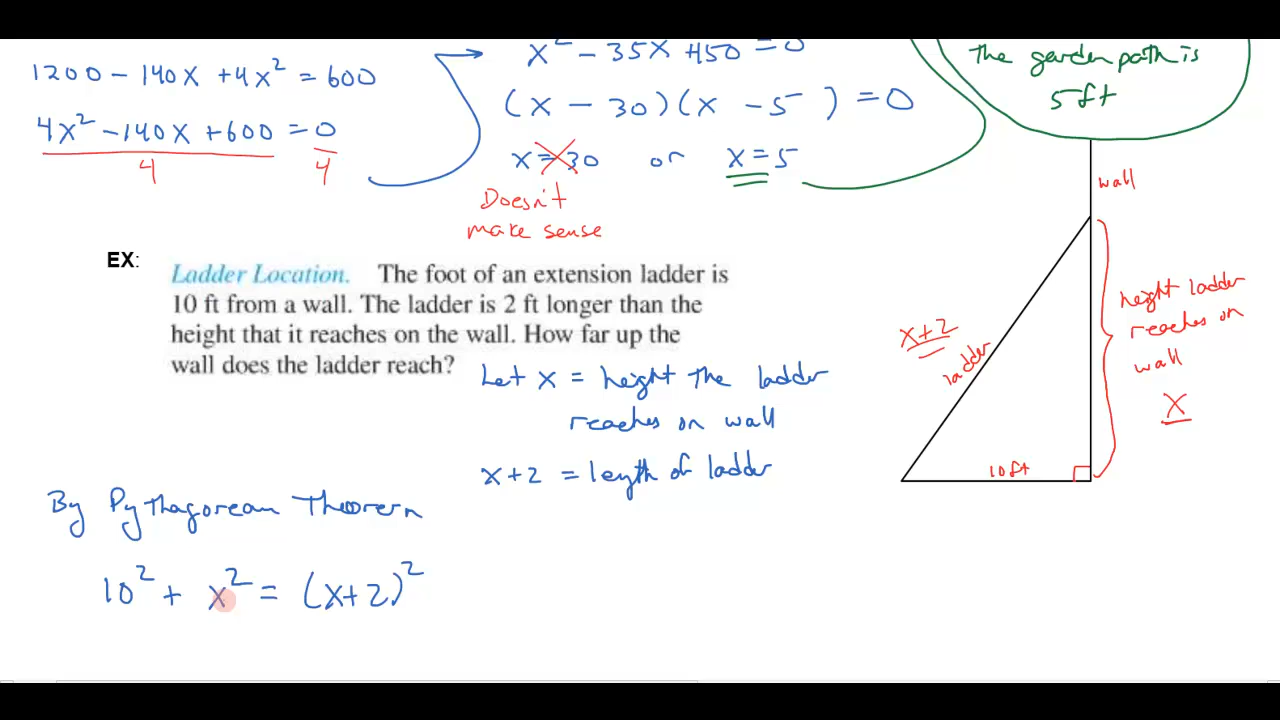 1200 - 140x + 4x² = 600
4x² - 140x + 600 = 0
4 4
x² - 35x + 450 = 0
(x - 30)(x - 5) = 0
x = 30 or x = 5
Doesn't
make sense
the garden path is
5 ft
wall
EX:
Ladder Location. The foot of an extension ladder is
10 ft from a wall. The ladder is 2 ft longer than the
height that it reaches on the wall. How far up the
wall does the ladder reach?
Let x = height the ladder
reaches on wall
x+2 = length of ladder
x+2
ladder
10ft
height ladder
reaches on
wall
x
By Pythagorean Theorem
10² + x² = (x+2)²